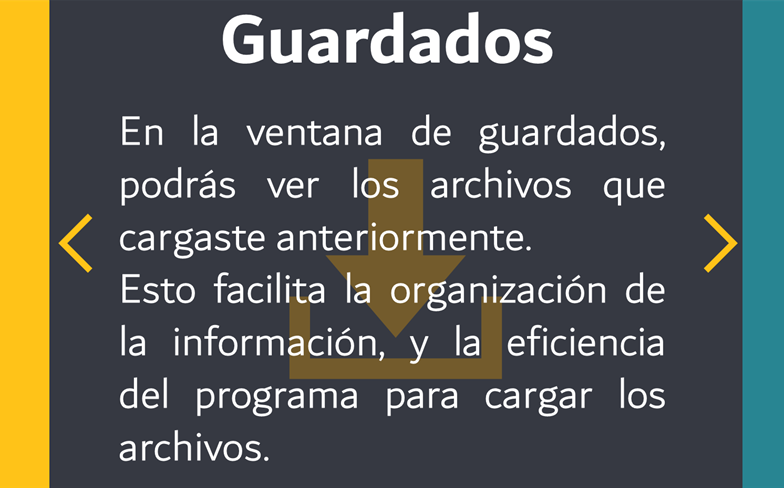 Guardados
En la ventana de guardados,
podrás ver los archivos que
cargaste anteriormente.
Esto facilita la organización de
la información, y la eficiencia
del programa para cargar los
archivos.